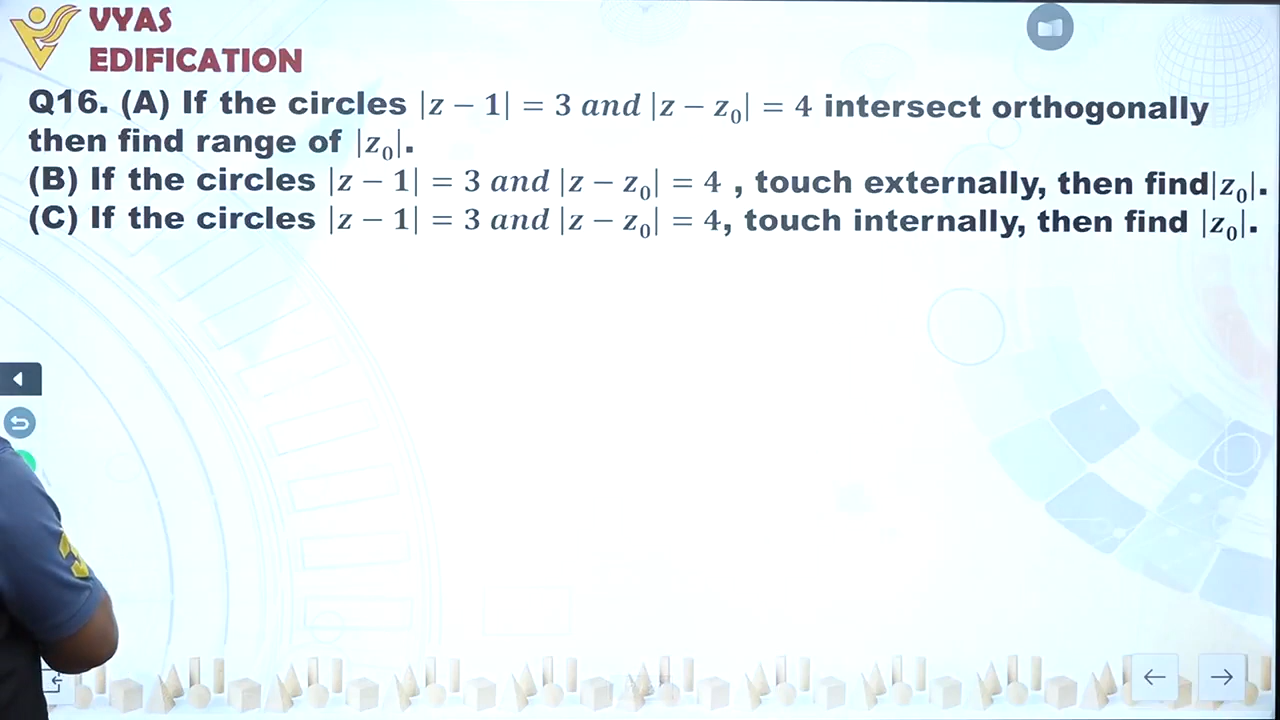 VYAS
EDIFICATION
Q16. (A) If the circles |z − 1| = 3 and |z − z₀| = 4 intersect orthogonally
then find range of |z₀|.
(B) If the circles |z − 1| = 3 and |z − z₀| = 4 , touch externally, then find|z₀|.
(C) If the circles |z − 1| = 3 and |z − z₀| = 4, touch internally, then find |z₀|.
3